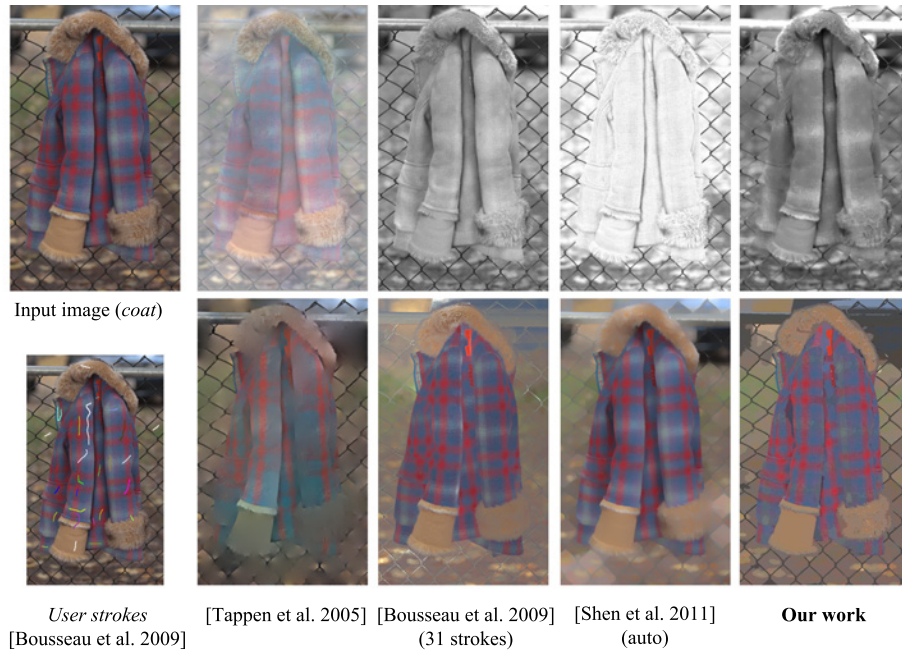 Input image (coat)
User strokes
[Bousseau et al. 2009]
[Tappen et al. 2005]
[Bousseau et al. 2009]
(31 strokes)
[Shen et al. 2011]
(auto)
Our work